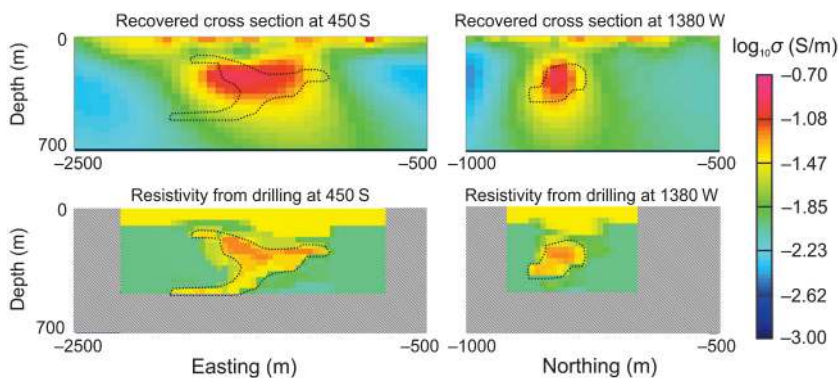 Recovered cross section at 450 S
Recovered cross section at 1380 W
log₁₀σ (S/m)
Depth (m)
0
700
−2500
−500
−1000
−500
−0.70
−1.08
−1.47
−1.85
−2.23
−2.62
−3.00
Resistivity from drilling at 450 S
Resistivity from drilling at 1380 W
Depth (m)
0
700
−2500
−500
−1000
−500
Easting (m)
Northing (m)